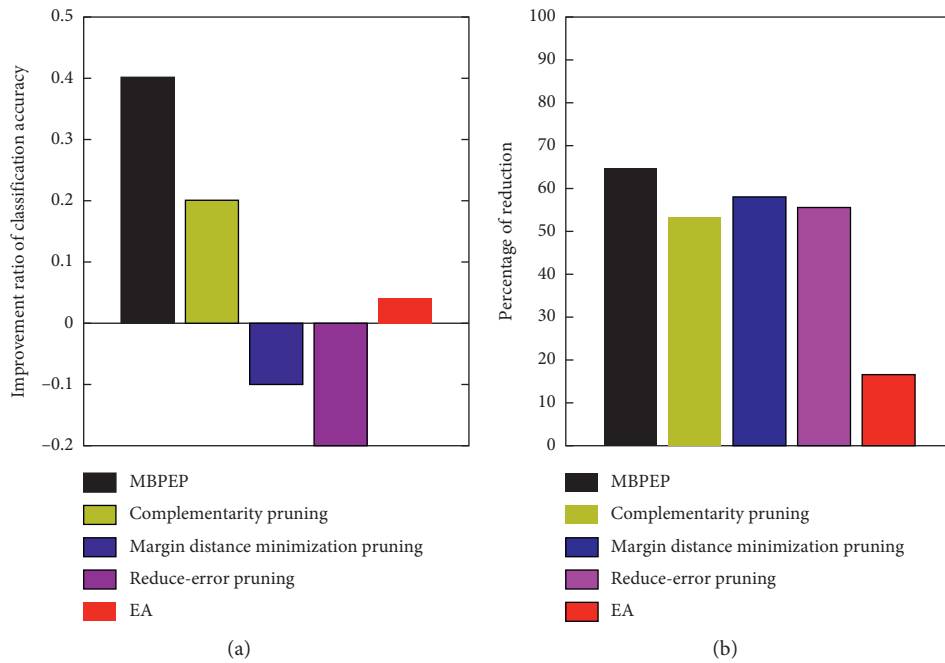 Improvement ratio of classification accuracy
0.5
0.4
0.3
0.2
0.1
0
–0.1
–0.2
MBPEP
Complementarity pruning
Margin distance minimization pruning
Reduce-error pruning
EA
(a)
Percentage of reduction
100
90
80
70
60
50
40
30
20
10
0
MBPEP
Complementarity pruning
Margin distance minimization pruning
Reduce-error pruning
EA
(b)